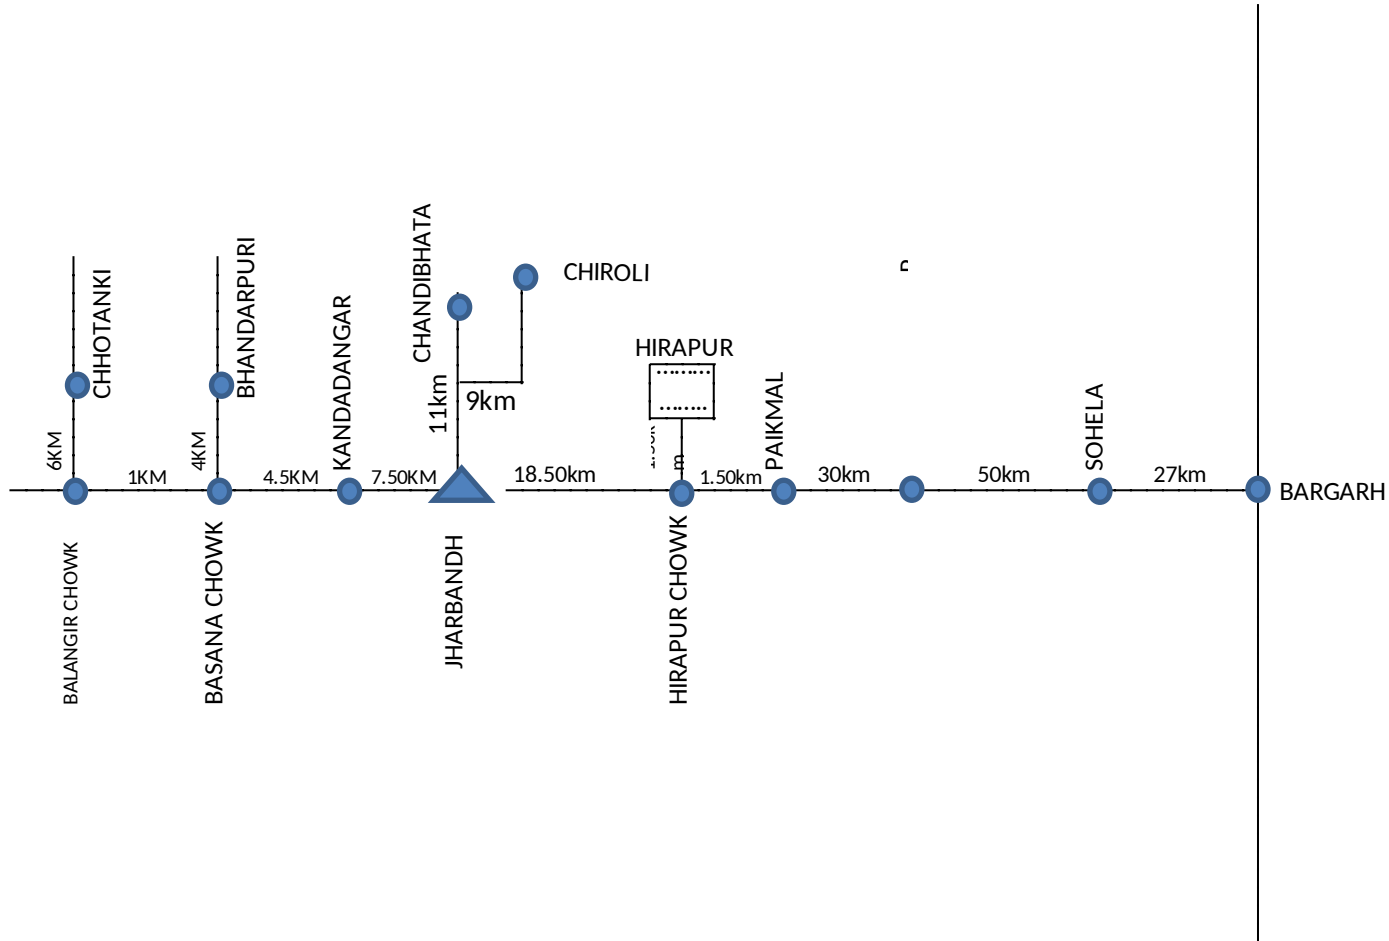 CHANDIBHATA
CHIROLI
BHANDARPURI
CHHOTANKI
KANDADANGAR
HIRAPUR
11km
9km
PAIKMAL
SOHELA
6KM
1KM
4KM
4.5KM
7.50KM
18.50km
m
1.50km
30km
50km
27km
BARGARH
BALANGIR CHOWK
BASANA CHOWK
JHARBANDH
HIRAPUR CHOWK